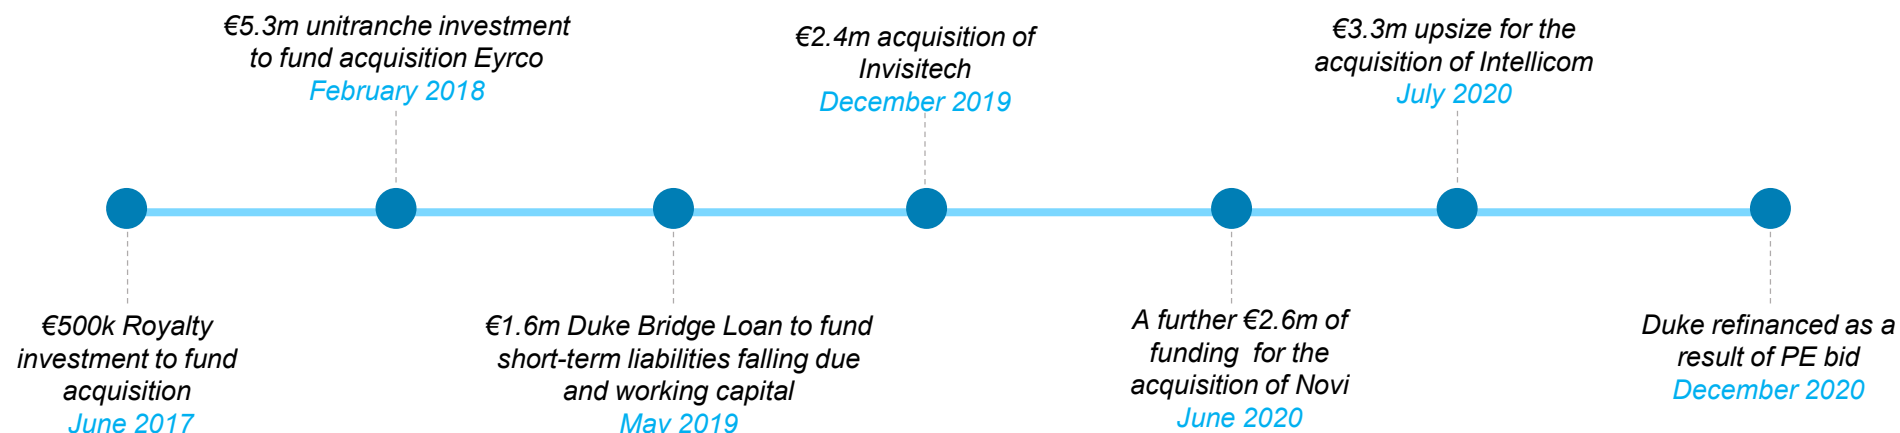 €5.3m unitranche investment
to fund acquisition Eyrco
February 2018
€2.4m acquisition of
Invisitech
December 2019
€3.3m upsize for the
acquisition of Intellicom
July 2020
€500k Royalty
investment to fund
acquisition
June 2017
€1.6m Duke Bridge Loan to fund
short-term liabilities falling due
and working capital
May 2019
A further €2.6m of
funding for the
acquisition of Novi
June 2020
Duke refinanced as a
result of PE bid
December 2020